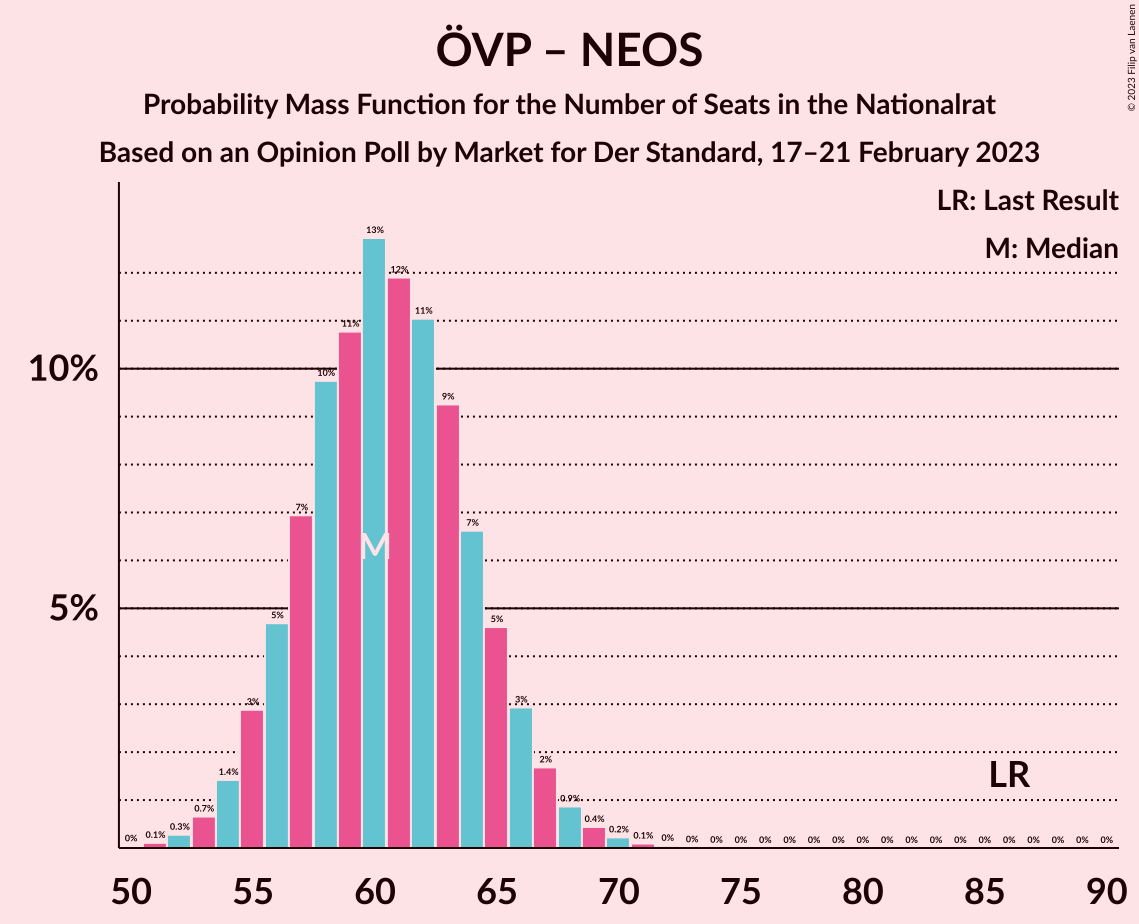 ÖVP – NEOS
Probability Mass Function for the Number of Seats in the Nationalrat
Based on an Opinion Poll by Market for Der Standard, 17–21 February 2023
© 2023 Filip van Laenen
LR: Last Result
M: Median
10%
5%
0% 0.1% 0.3% 0.7% 1.4% 3% 5% 7% 10% 11% 13% 12% 11% 9% 7% 5% 3% 2% 0.9% 0.4% 0.2% 0.1% 0% 0% 0% 0% 0% 0% 0% 0% 0% 0% 0% 0% 0% 0% 0% 0% 0% 0% 0%
M
LR
50 55 60 65 70 75 80 85 90